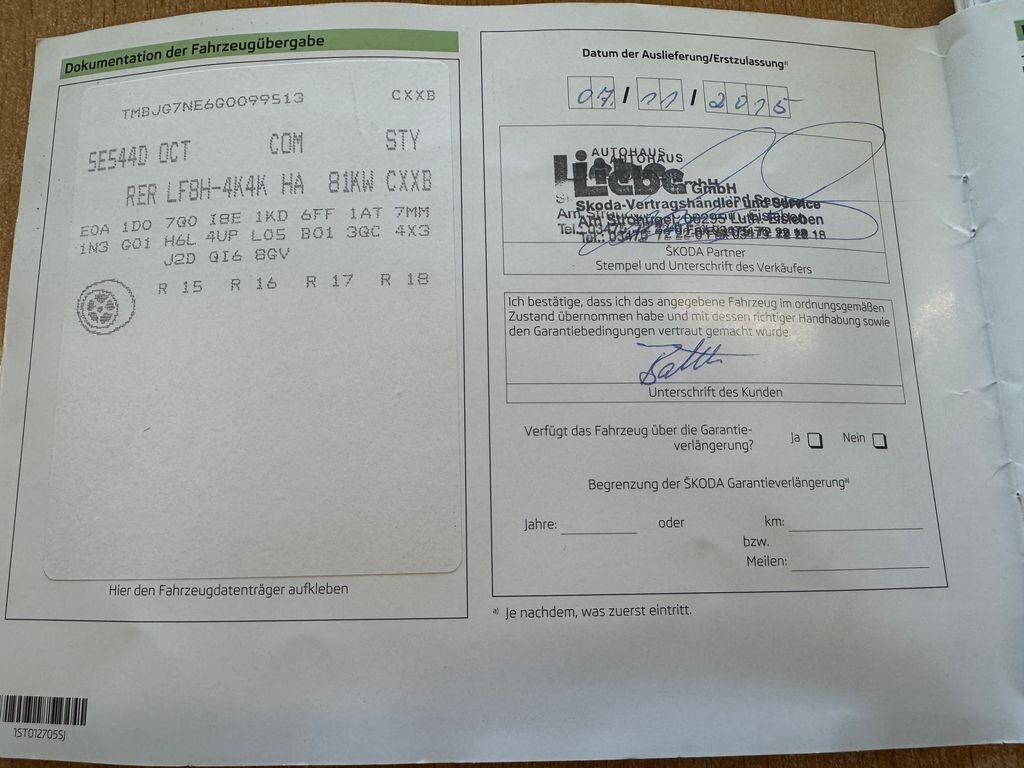 Dokumentation der Fahrzeugübergabe
TMBJG7NE6G0099513 CXXB
5E544D OCT COM STY
RER LF8H-4K4K HA 81KW CXXB
E0A 1D0 7G0 I8E 1KD 6FF 1AT 7MM
1N3 G01 H6L 4UP L05 B01 3GC 4X3
J2D QI6 8GV
R 15 R 16 R 17 R 18
Hier den Fahrzeugdatenträger aufkleben
1ST012705SJ
Datum der Auslieferung/Erstzulassung a)
07/11/2015
AUTOHAUS
GmbH
Skoda-Vertragshändler und Service
ŠKODA Partner
Stempel und Unterschrift des Verkäufers
Ich bestätige, dass ich das angegebene Fahrzeug im ordnungsgemäßen
Zustand übernommen habe und mit dessen richtiger Handhabung sowie
den Garantiebedingungen vertraut gemacht wurde.
Unterschrift des Kunden
Verfügt das Fahrzeug über die Garantie-
verlängerung? Ja Nein
Begrenzung der ŠKODA Garantieverlängerung a)
Jahre: oder km:
bzw.
Meilen:
a) Je nachdem, was zuerst eintritt.